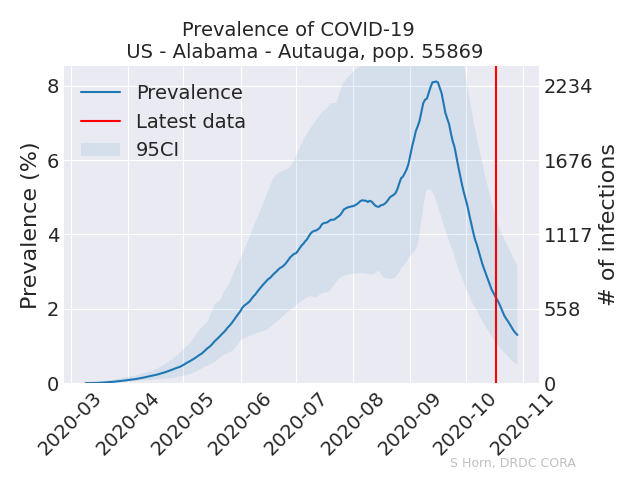 Prevalence of COVID-19
US - Alabama - Autauga, pop. 55869
Prevalence
Latest data
95CI
Prevalence (%)
8
6
4
2
0
2234
1676
1117
558
0
# of infections
2020-03
2020-04
2020-05
2020-06
2020-07
2020-08
2020-09
2020-10
2020-11
S Horn, DRDC CORA